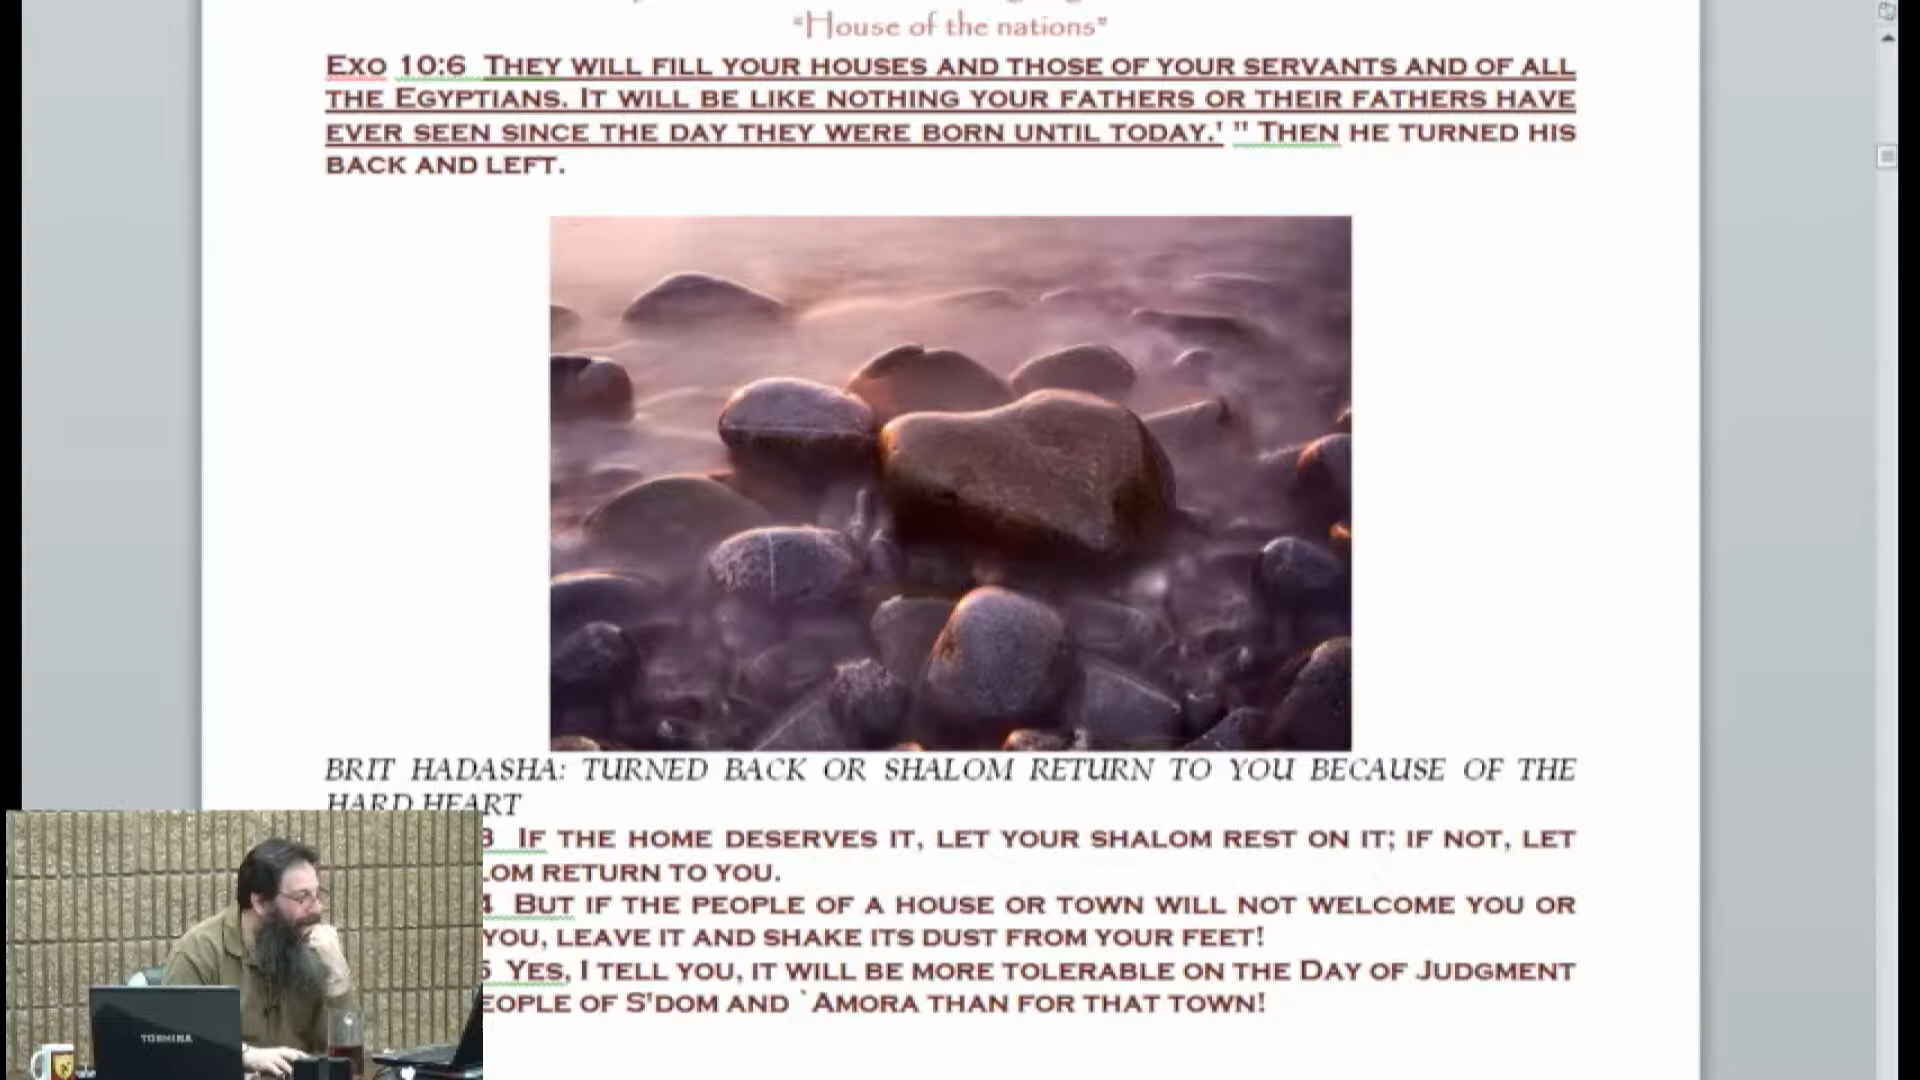 "House of the nations"
Exo 10:6 They will fill your houses and those of your servants and of all
the Egyptians. It will be like nothing your fathers or their fathers have
ever seen since the day they were born until today.' " Then he turned his
back and left.
BRIT HADASHA: TURNED BACK OR SHALOM RETURN TO YOU BECAUSE OF THE
HARD HEART
3 If the home deserves it, let your shalom rest on it; if not, let
lom return to you.
4 But if the people of a house or town will not welcome you or
you, leave it and shake its dust from your feet!
5 Yes, I tell you, it will be more tolerable on the Day of Judgment
eople of S'dom and `Amora than for that town!
TOSHIBA